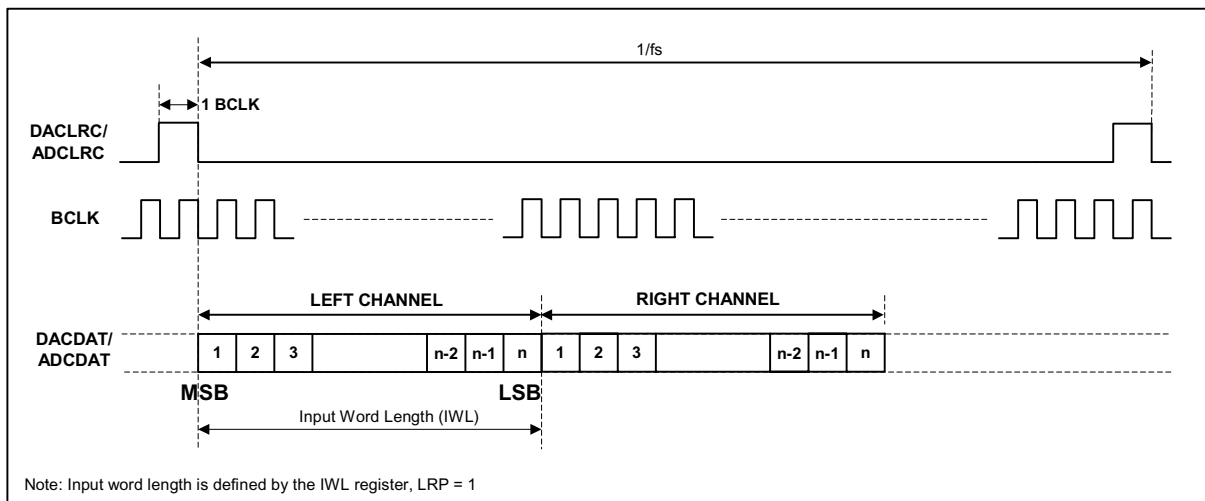 1/fs
1 BCLK
DACLRC/
ADCLRC
BCLK
LEFT CHANNEL
RIGHT CHANNEL
DACDAT/
ADCDAT
1 2 3 n-2 n-1 n 1 2 3 n-2 n-1 n
MSB LSB
Input Word Length (IWL)
Note: Input word length is defined by the IWL register, LRP = 1